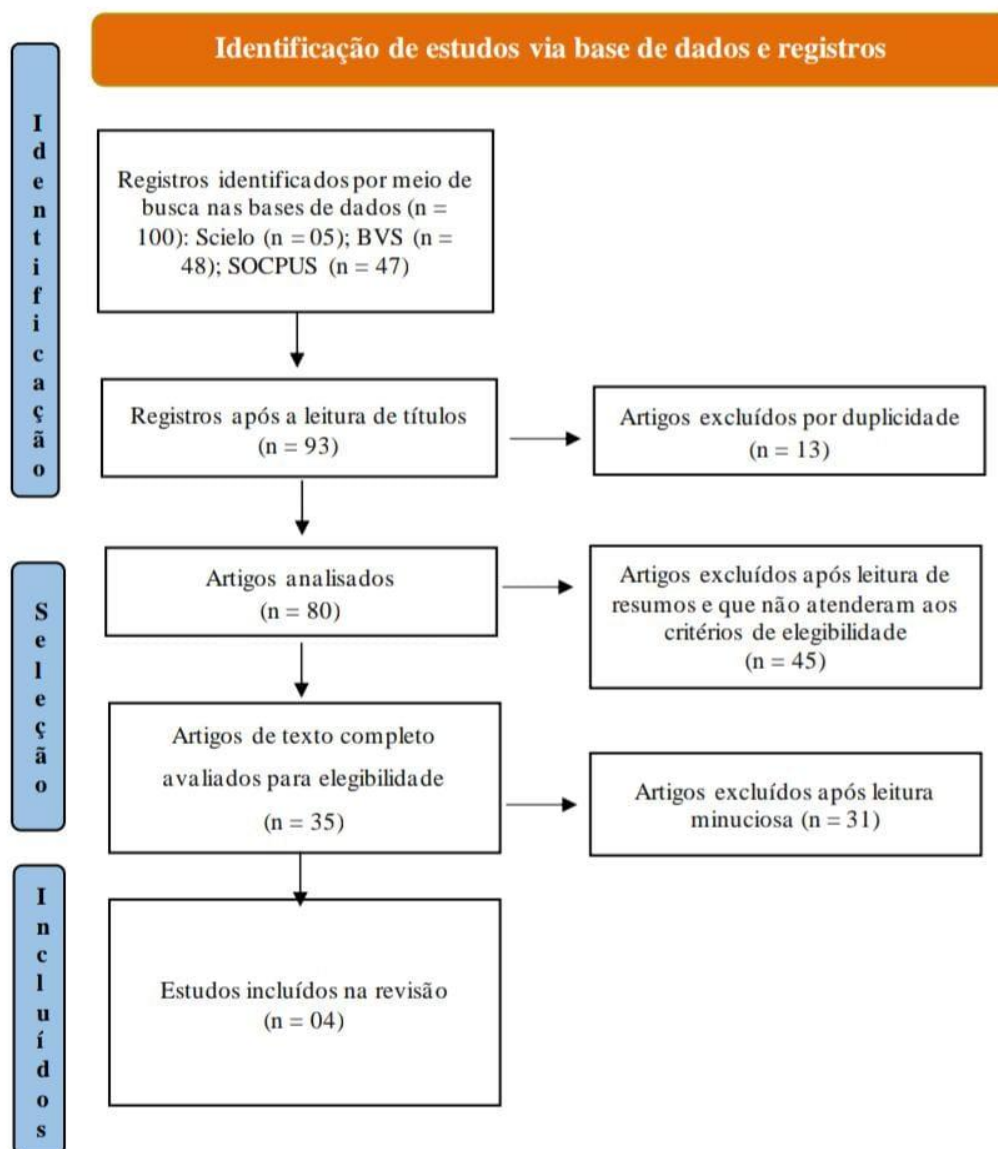 Identificação de estudos via base de dados e registros
Identificação
Registros identificados por meio de
busca nas bases de dados (n =
100): Scielo (n = 05); BVS (n =
48); SOCPUS (n = 47)
Registros após a leitura de títulos
(n = 93)
Artigos excluídos por duplicidade
(n = 13)
Seleção
Artigos analisados
(n = 80)
Artigos excluídos após leitura de
resumos e que não atenderam aos
critérios de elegibilidade
(n = 45)
Artigos de texto completo
avaliados para elegibilidade
(n = 35)
Artigos excluídos após leitura
minuciosa (n = 31)
Incluídos
Estudos incluídos na revisão
(n = 04)